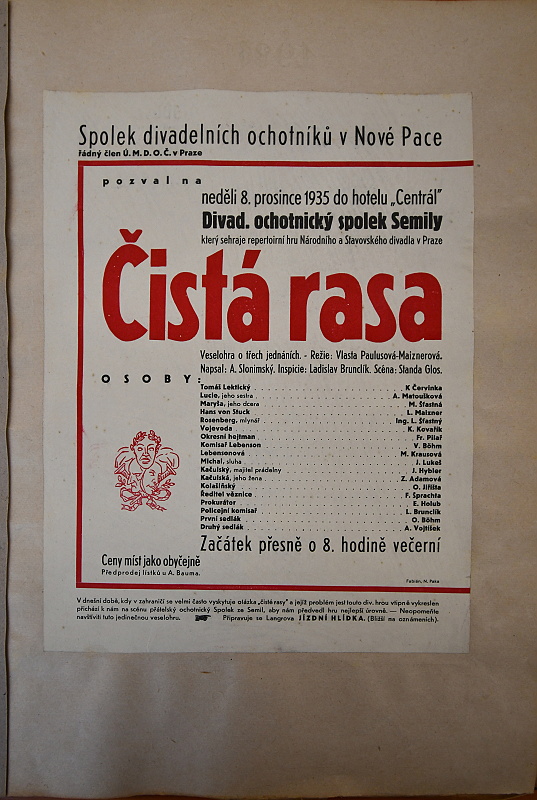 Spolek divadelních ochotníků v Nové Pace
řádný člen Ú. M. D. O. Č. v Praze
pozval na
neděli 8. prosince 1935 do hotelu „Centrál"
Divad. ochotnický spolek Semily
který sehraje repertoirní hru Národního a Stavovského divadla v Praze
Čistá rasa
Veselohra o třech jednáních. - Režie: Vlasta Paulusová-Maiznerová.
Napsal: A. Slonimský. Inspicie: Ladislav Brunclík. Scéna: Standa Glos.
OSOBY:
Tomáš Lektický K Červinka
Lucie, jeho sestra A. Matoušková
Maryša, jeho dcera M. Šťastná
Hans von Stuck L. Maizner
Rosenberg, mlynář Ing. L. Šťastný
Vojevoda K. Kovařík
Okresní hejtman Fr. Pilař
Komisař Lebenson V. Böhm
Lebensonová M. Krausová
Michal, sluha J. Lukeš
Kačulský, majitel prádelny J. Hybler
Kačulská, jeho žena Z. Adamová
Kolašiňský O. Jiřišta
Ředitel věznice F. Šprachta
Prokurátor E. Holub
Policejní komisař L. Brunclík
První sedlák O. Böhm
Druhý sedlák A. Vojtíšek
Začátek přesně o 8. hodině večerní
Ceny míst jako obyčejně
Předprodej lístků u A. Bauma.
Fabián, N. Paka
V dnešní době, kdy v zahraničí se velmi často vyskytuje otázka „čisté rasy" a jejíž problém jest touto div. hrou vtipně vykreslen
přichází k nám na scénu přátelský ochotnický Spolek ze Semil, aby nám předvedl hru nejlepší úrovně. — Neopomeňte
navštíviti tuto jedinečnou veselohru. Připravuje se Langrova JÍZDNÍ HLÍDKA. (Bližší na oznámeních).